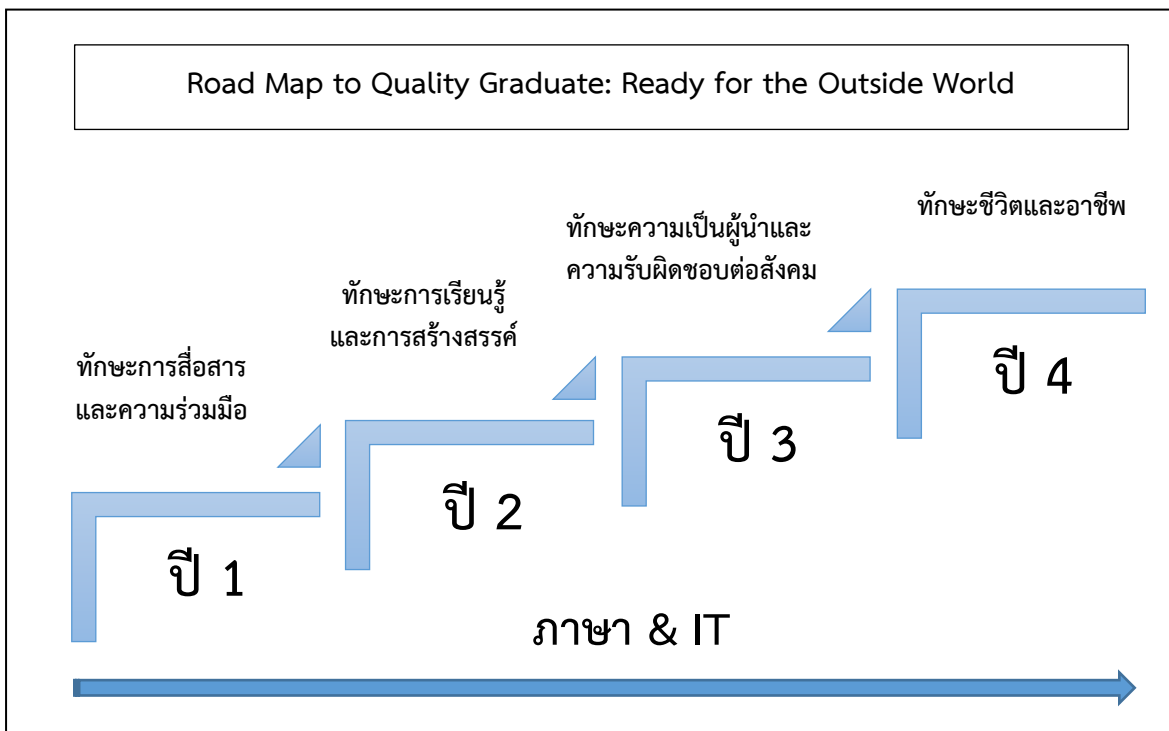 Road Map to Quality Graduate: Ready for the Outside World
ทักษะการสื่อสาร
และความร่วมมือ
ปี 1
ทักษะการเรียนรู้
และการสร้างสรรค์
ปี 2
ทักษะความเป็นผู้นำและ
ความรับผิดชอบต่อสังคม
ปี 3
ทักษะชีวิตและอาชีพ
ปี 4
ภาษา & IT